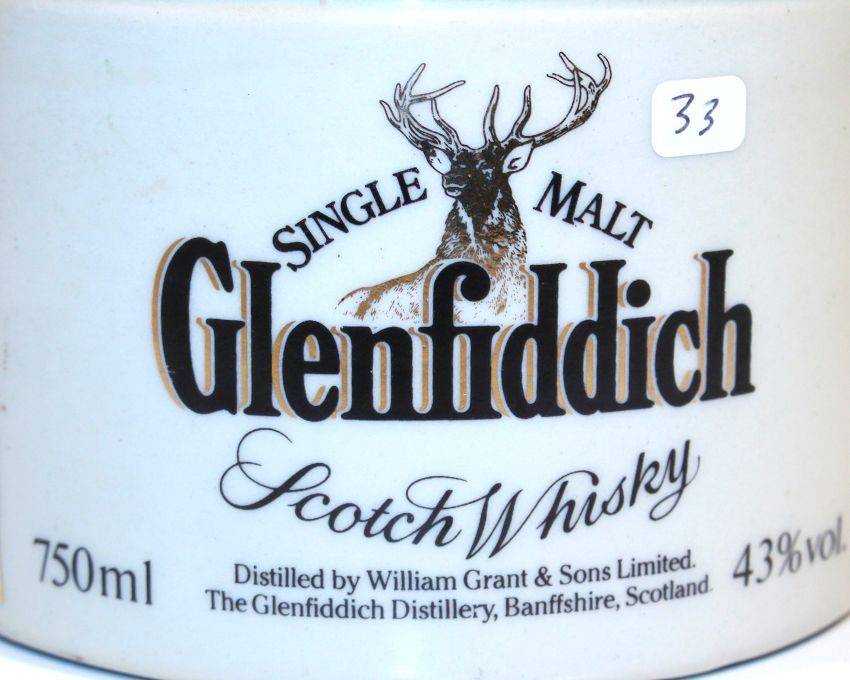 33
SINGLE MALT
Glenfiddich
Scotch Whisky
750ml
Distilled by William Grant & Sons Limited.
The Glenfiddich Distillery, Banffshire, Scotland.
43% vol.